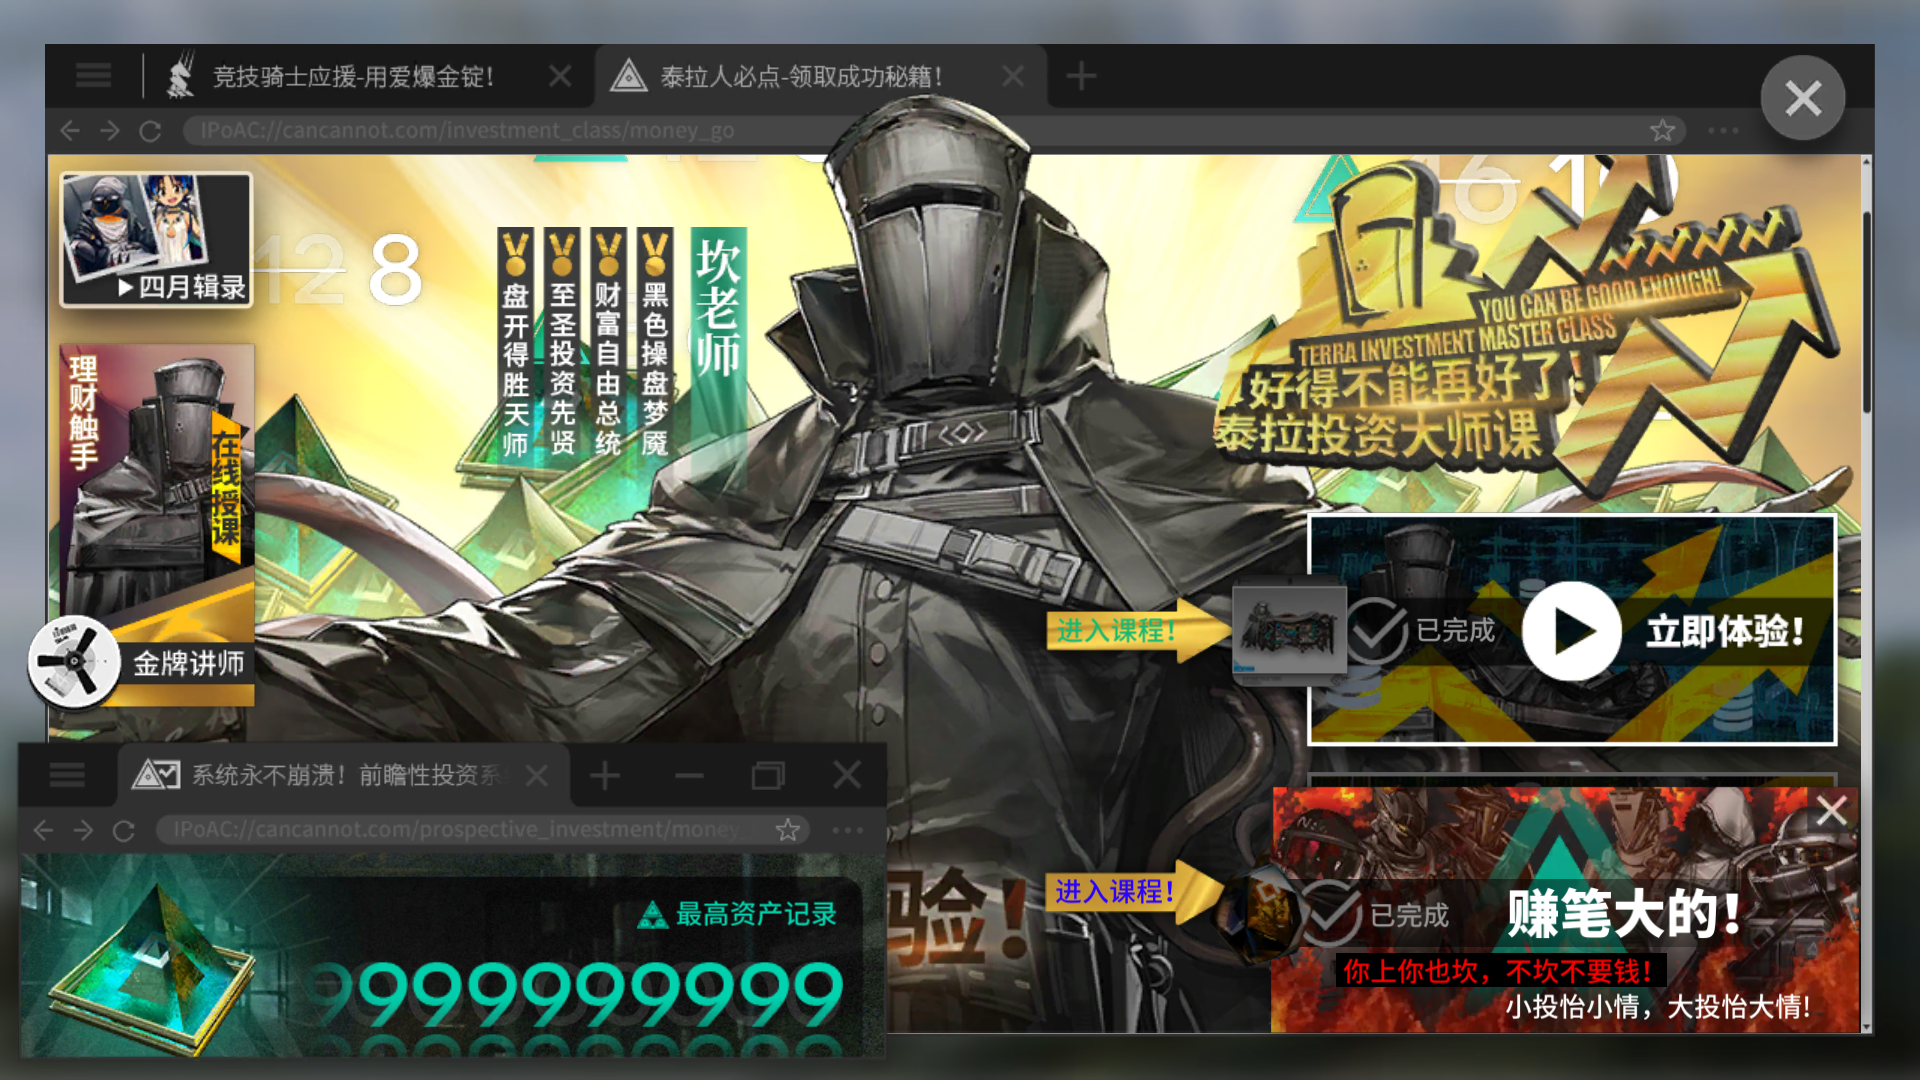 竞技骑士应援-用爱爆金锭!
泰拉人必点-领取成功秘籍!
IPoAC://cancannot.com/investment_class/money_go
四月辑录
12
8
盘开得胜天师
至圣投资先贤
财富自由总统
黑色操盘梦魇
坎老师
YOU CAN BE GOOD ENOUGH!
TERRA INVESTMENT MASTER CLASS
好得不能再好了!
泰拉投资大师课
理财触手
在线授课
金牌讲师
进入课程!
已完成
立即体验!
系统永不崩溃! 前瞻性投资系
IPoAC://cancannot.com/prospective_investment/money
最高资产记录
999999999
验!
进入课程!
已完成
赚笔大的!
你上你也坎，不坎不要钱!
小投怡小情，大投怡大情!